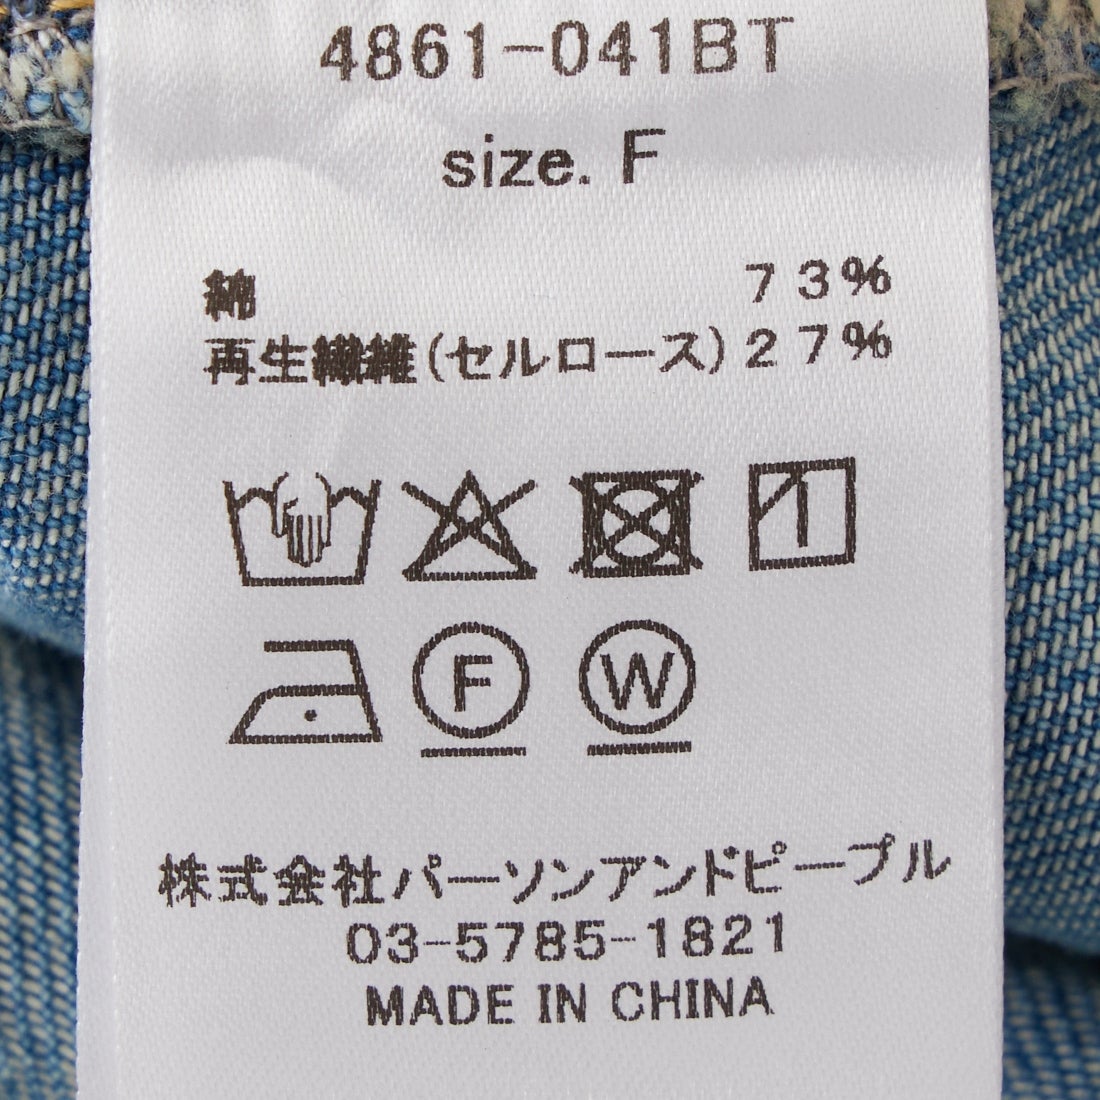 4861-041BT
size. F
綿 73%
再生繊維(セルロース) 27%
F W
株式会社パーソンアンドピープル
03-5785-1821
MADE IN CHINA